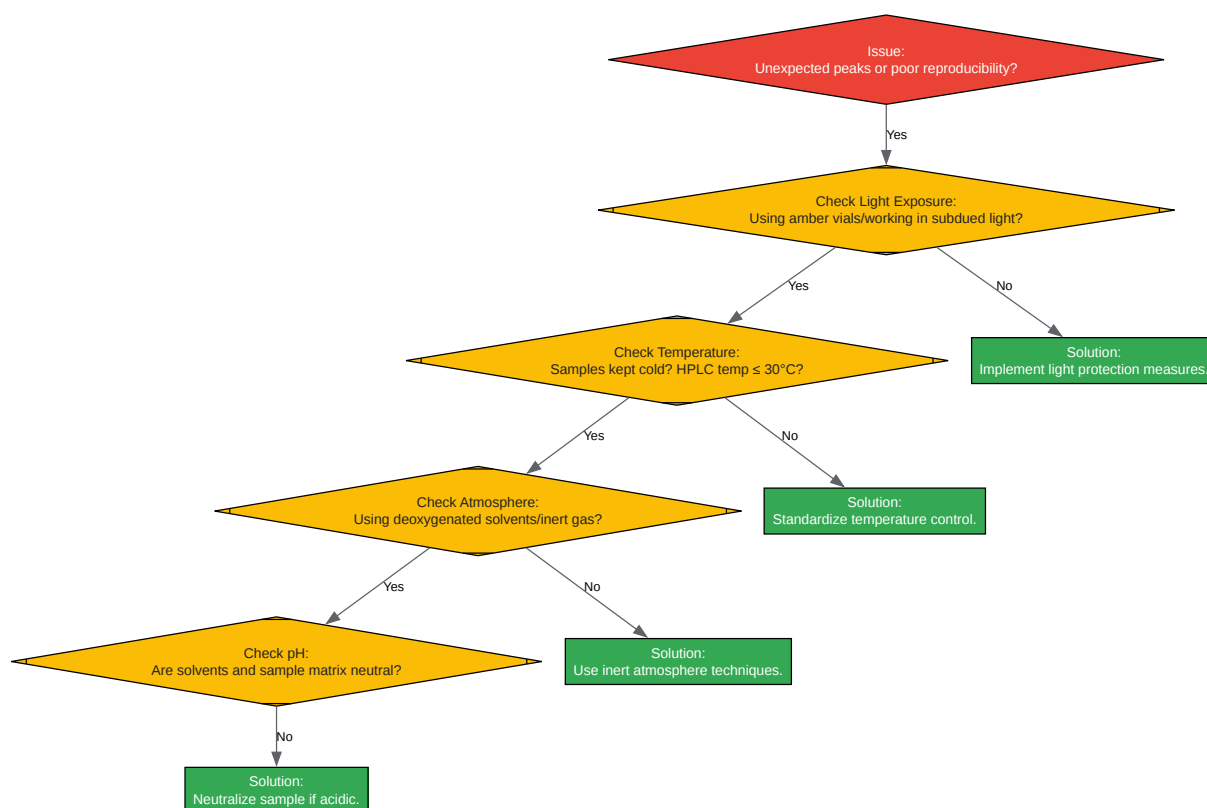 Issue:
Unexpected peaks or poor reproducibility?
Yes
Check Light Exposure:
Using amber vials/working in subdued light?
Yes
No
Check Temperature:
Samples kept cold? HPLC temp ≤ 30°C?
Solution:
Implement light protection measures.
Yes
No
Check Atmosphere:
Using deoxygenated solvents/inert gas?
Solution:
Standardize temperature control.
Yes
No
Check pH:
Are solvents and sample matrix neutral?
Solution:
Use inert atmosphere techniques.
No
Solution:
Neutralize sample if acidic.